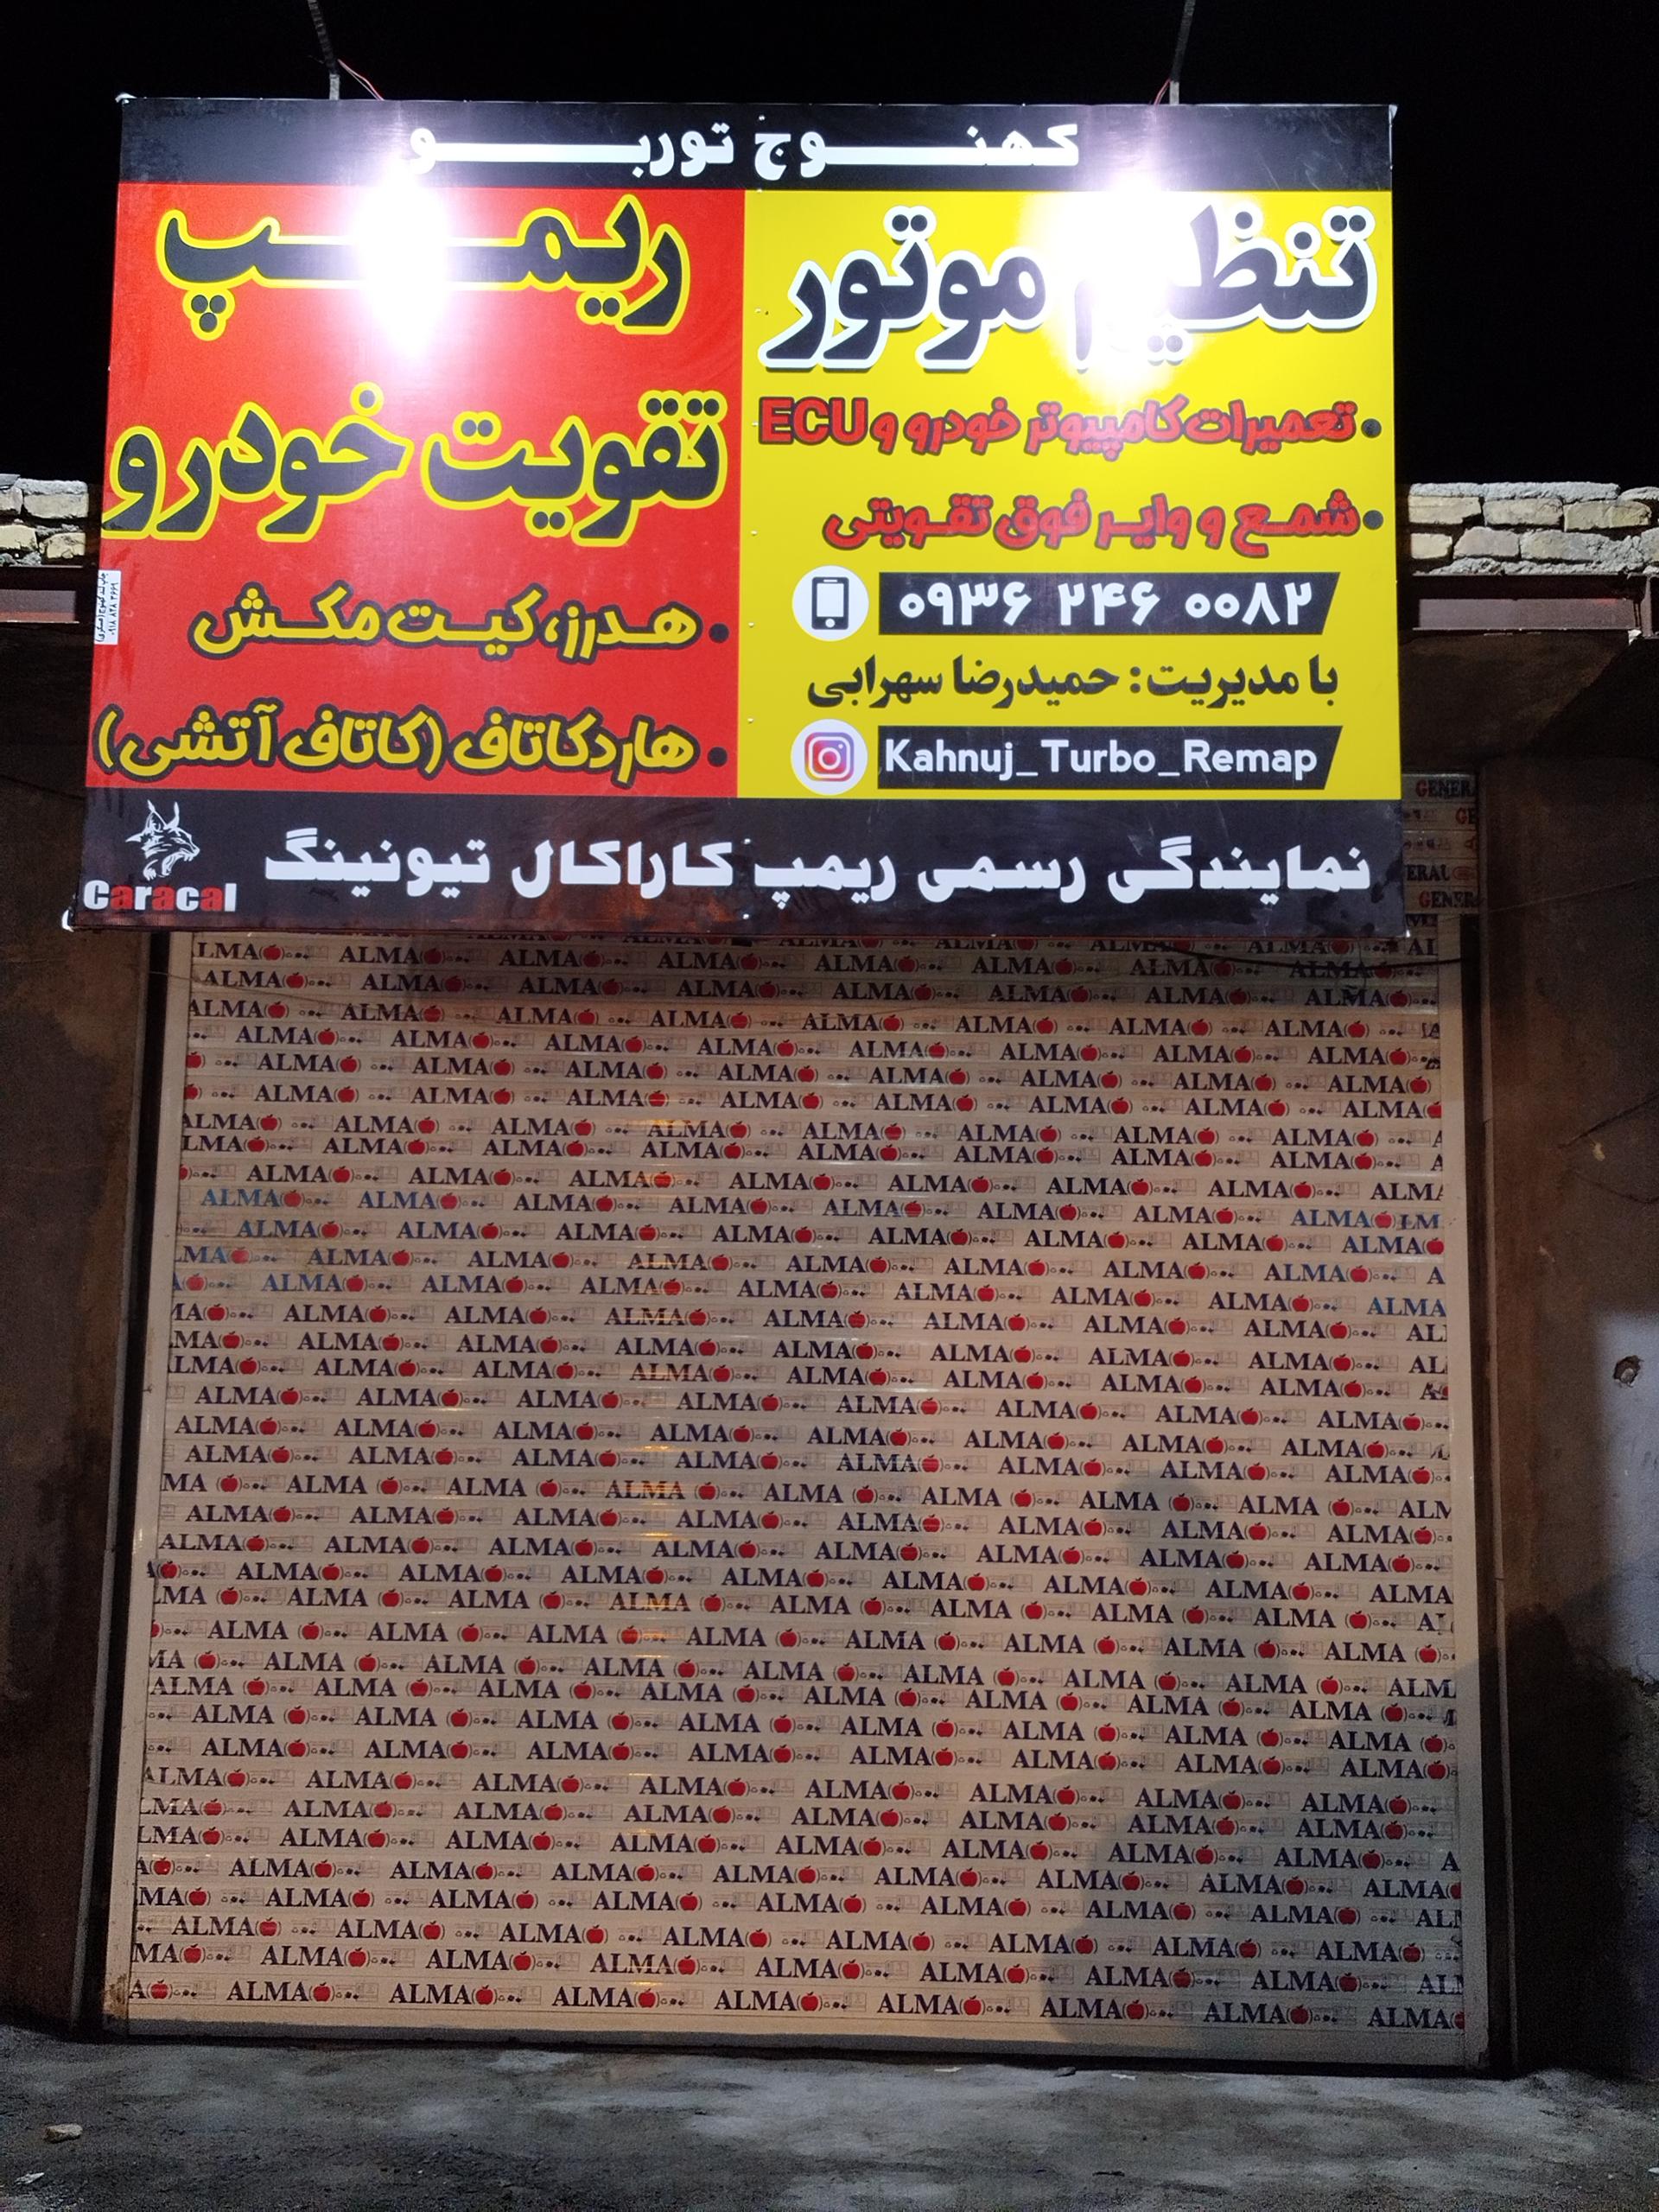 کهنوج توربو
تنظیم موتور
• تعمیرات کامپیوتر خودرو و ECU
• شمع و وایر فوق تقویتی
۰۹۳۶ ۲۴۶ ۰۰۸۲
با مدیریت: حمیدرضا سهرابی
Kahnuj_Turbo_Remap
ریمپ
تقویت خودرو
• هدرز، کیت مکش
• هاردکاتاف (کاتاف آتشی)
نمایندگی رسمی ریمپ کاراکال تیونینگ
Caracal
GENERAL
ALMA